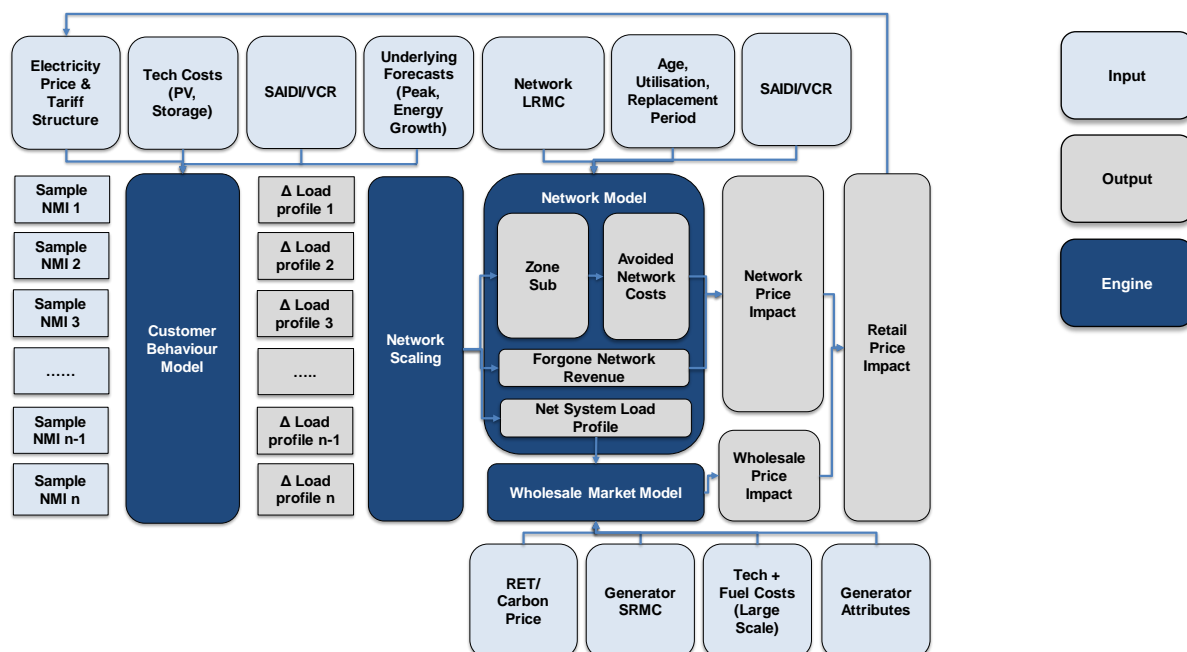 Electricity
Price &
Tariff
Structure
Tech Costs
(PV,
Storage)
SAIDI/VCR
Underlying
Forecasts
(Peak,
Energy
Growth)
Network
LRMC
Age,
Utilisation,
Replacement
Period
SAIDI/VCR
Input
Output
Engine
Sample
NMI 1
Sample
NMI 2
Sample
NMI 3
......
Sample
NMI n-1
Sample
NMI n
Customer
Behaviour
Model
Δ Load
profile 1
Δ Load
profile 2
Δ Load
profile 3
.....
Δ Load
profile n-1
Δ Load
profile n
Network
Scaling
Network Model
Zone
Sub
Avoided
Network
Costs
Forgone Network
Revenue
Net System Load
Profile
Wholesale Market Model
Network
Price
Impact
Wholesale
Price
Impact
Retail
Price
Impact
RET/
Carbon
Price
Generator
SRMC
Tech +
Fuel Costs
(Large
Scale)
Generator
Attributes